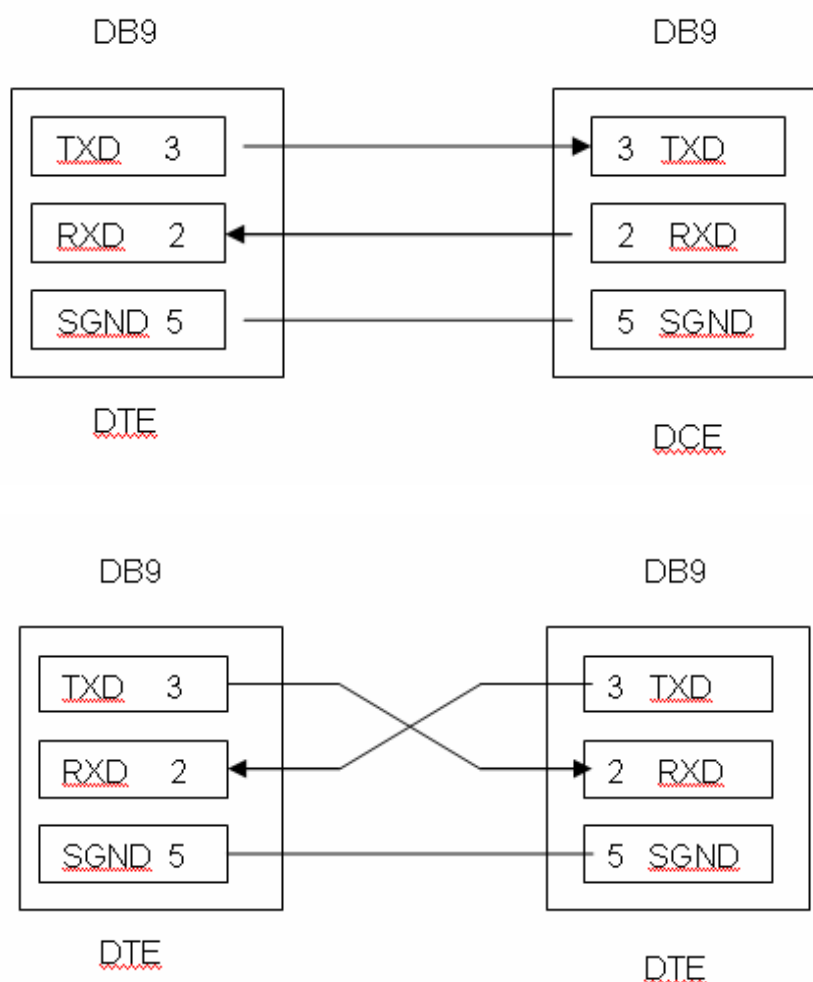 DB9 DB9
TXD 3 3 TXD
RXD 2 2 RXD
SGND 5 5 SGND
DTE DCE
DB9 DB9
TXD 3 3 TXD
RXD 2 2 RXD
SGND 5 5 SGND
DTE DTE